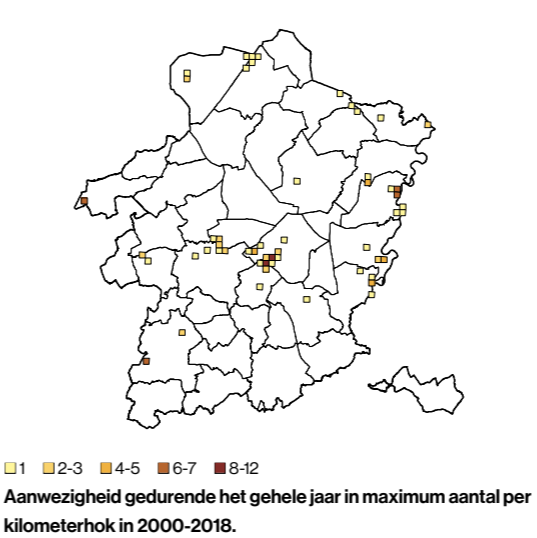 1 2-3 4-5 6-7 8-12
Aanwezigheid gedurende het gehele jaar in maximum aantal per
kilometerhok in 2000-2018.